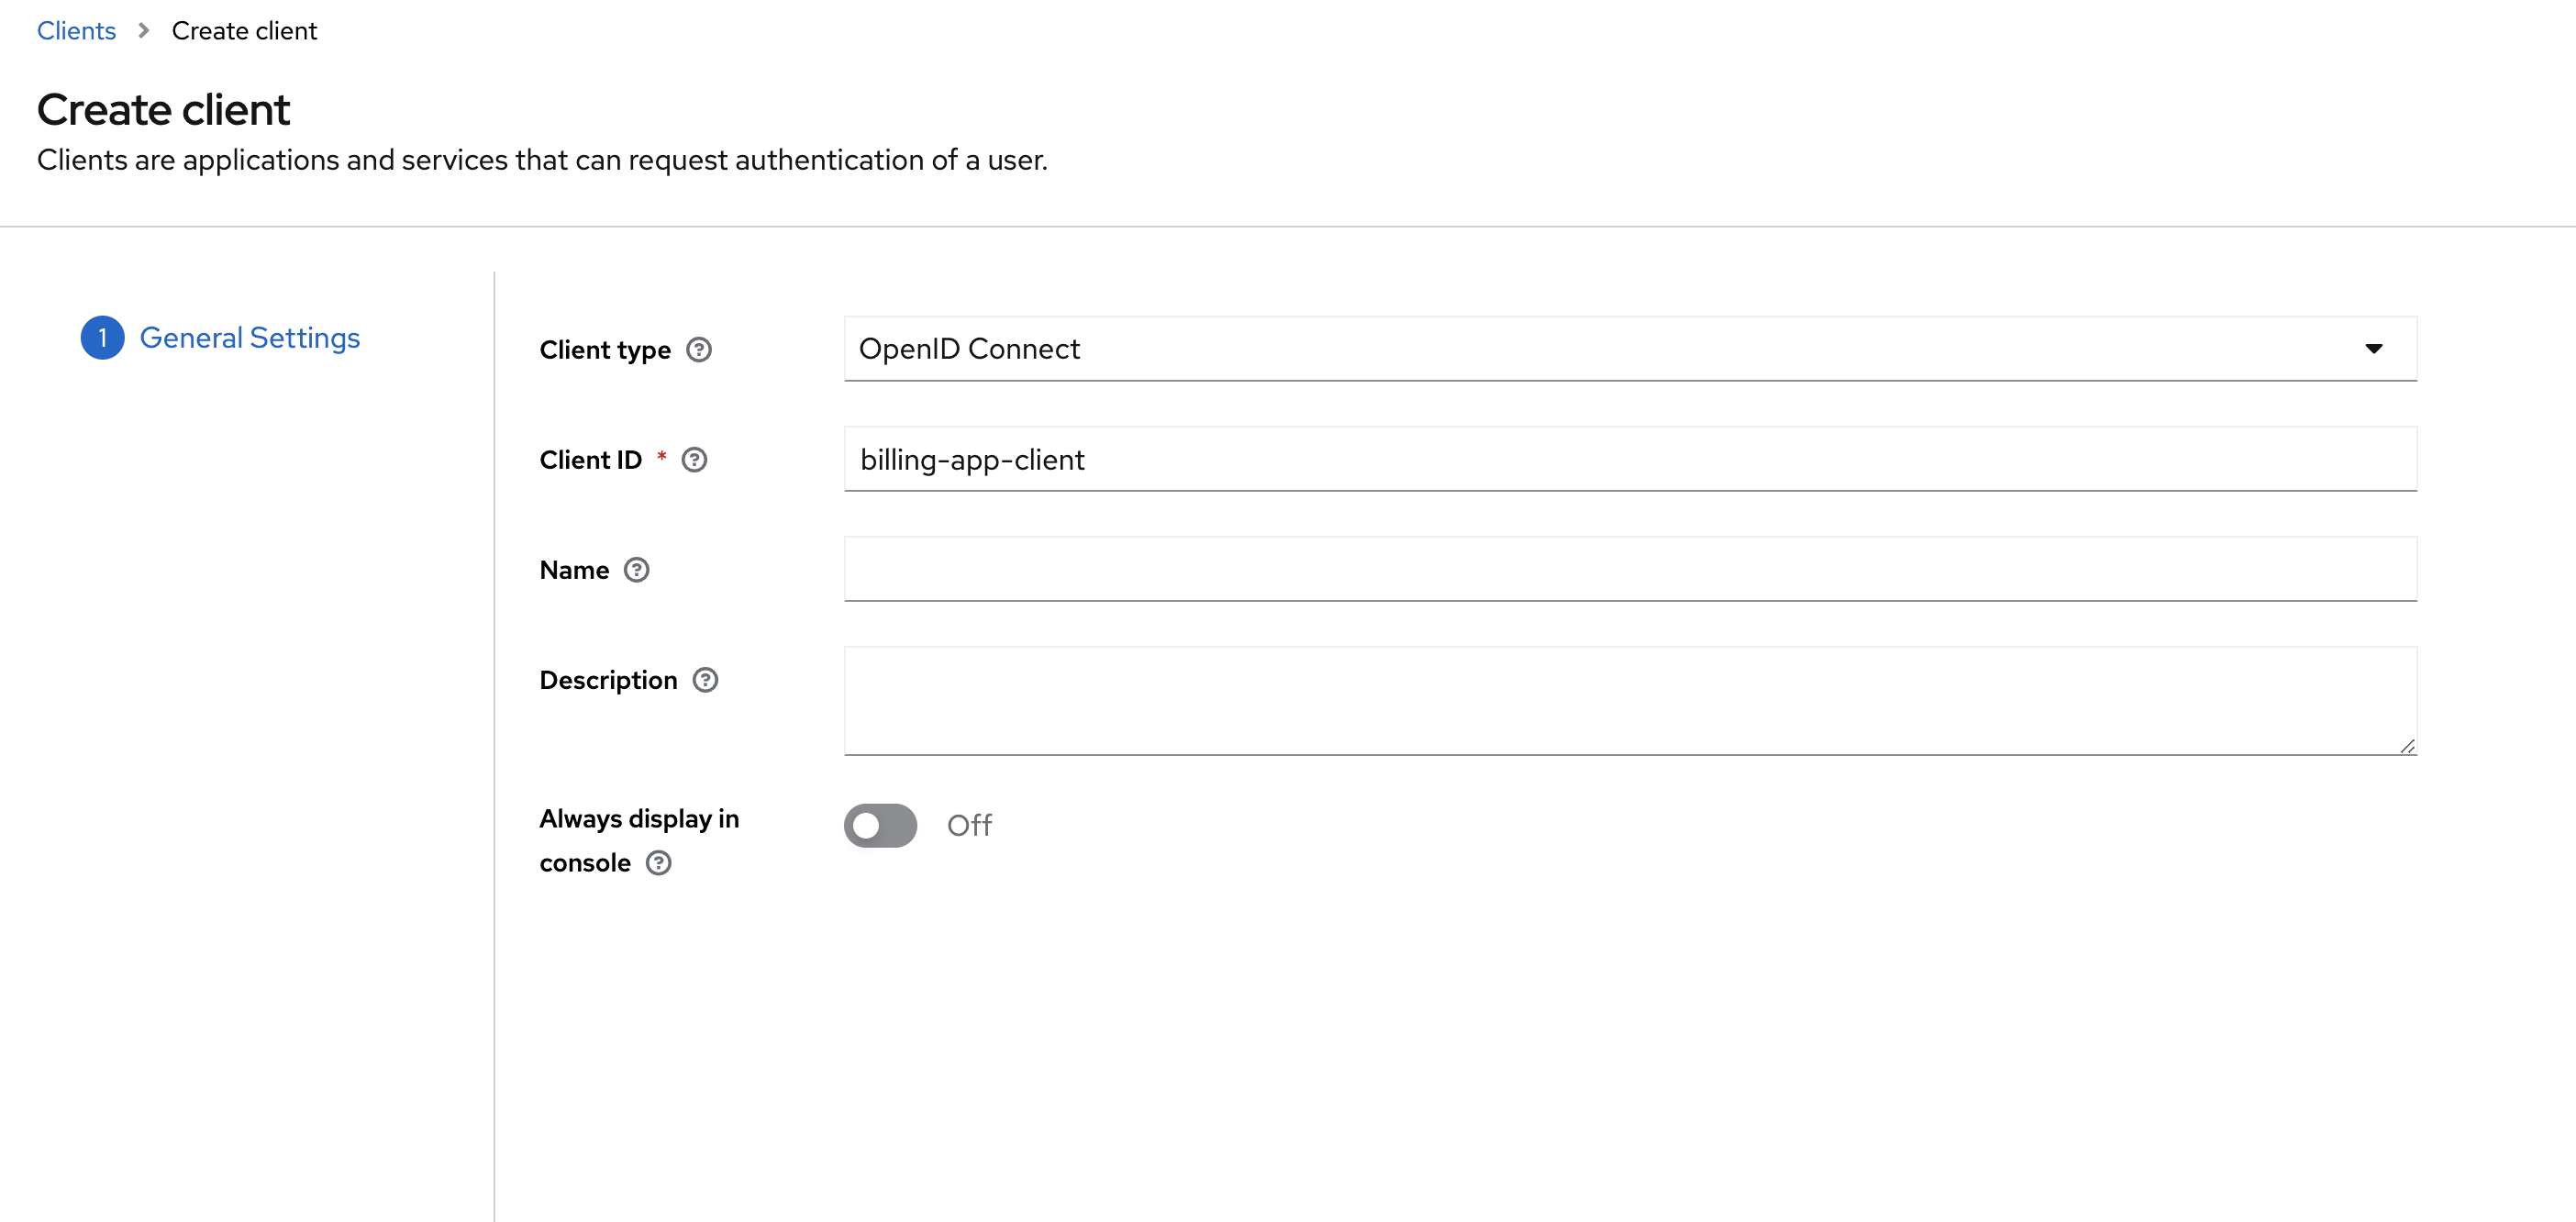 Clients > Create client
Create client
Clients are applications and services that can request authentication of a user.
1 General Settings
Client type
OpenID Connect
Client ID *
billing-app-client
Name
Description
Always display in
console
Off